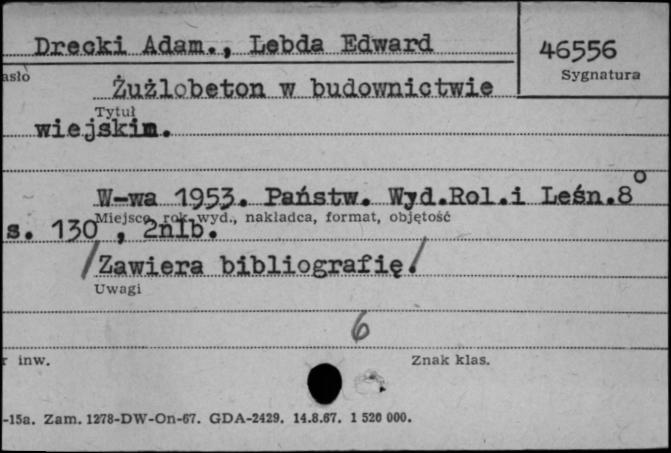 Drecki Adam., Lebda Edward
46556
asło
Sygnatura
Żużlobeton w budownictwie
Tytuł
wiejskim.
W-wa 1953. Państw. Wyd.Rol.i Leśn.8°
Miejsce, rok wyd., nakładca, format, objętość
s. 130 , 2nlb.
/Zawiera bibliografię./
Uwagi
6
r inw.
Znak klas.
-15a. Zam. 1278-DW-On-67. GDA-2429. 14.8.67. 1 520 000.